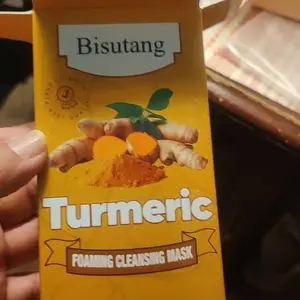 Bisutang
Turmeric
FOAMING CLEANSING MASK